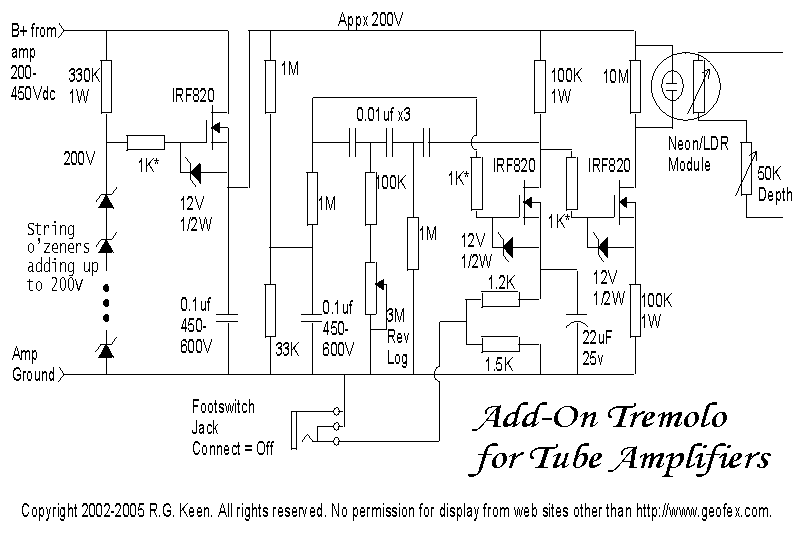 Appx 200V
B+ from
amp
200-
450Vdc
330K
1W
IRF820
1M
0.01uf x3
100K
1W
10M
Neon/LDR
Module
50K
Depth
200V
1K*
12V
1/2W
String
o'zeners
adding up
to 200v
1M
100K
1M
1K*
IRF820
12V
1/2W
1K*
IRF820
12V
1/2W
0.1uf
450-
600V
33K
0.1uf
450-
600V
3M
Rev
Log
1.2K
1.5K
22uF
25v
100K
1W
Amp
Ground
Footswitch
Jack
Connect = Off
Add-On Tremolo
for Tube Amplifiers
Copyright 2002-2005 R.G. Keen. All rights reserved. No permission for display from web sites other than http://www.geofex.com.